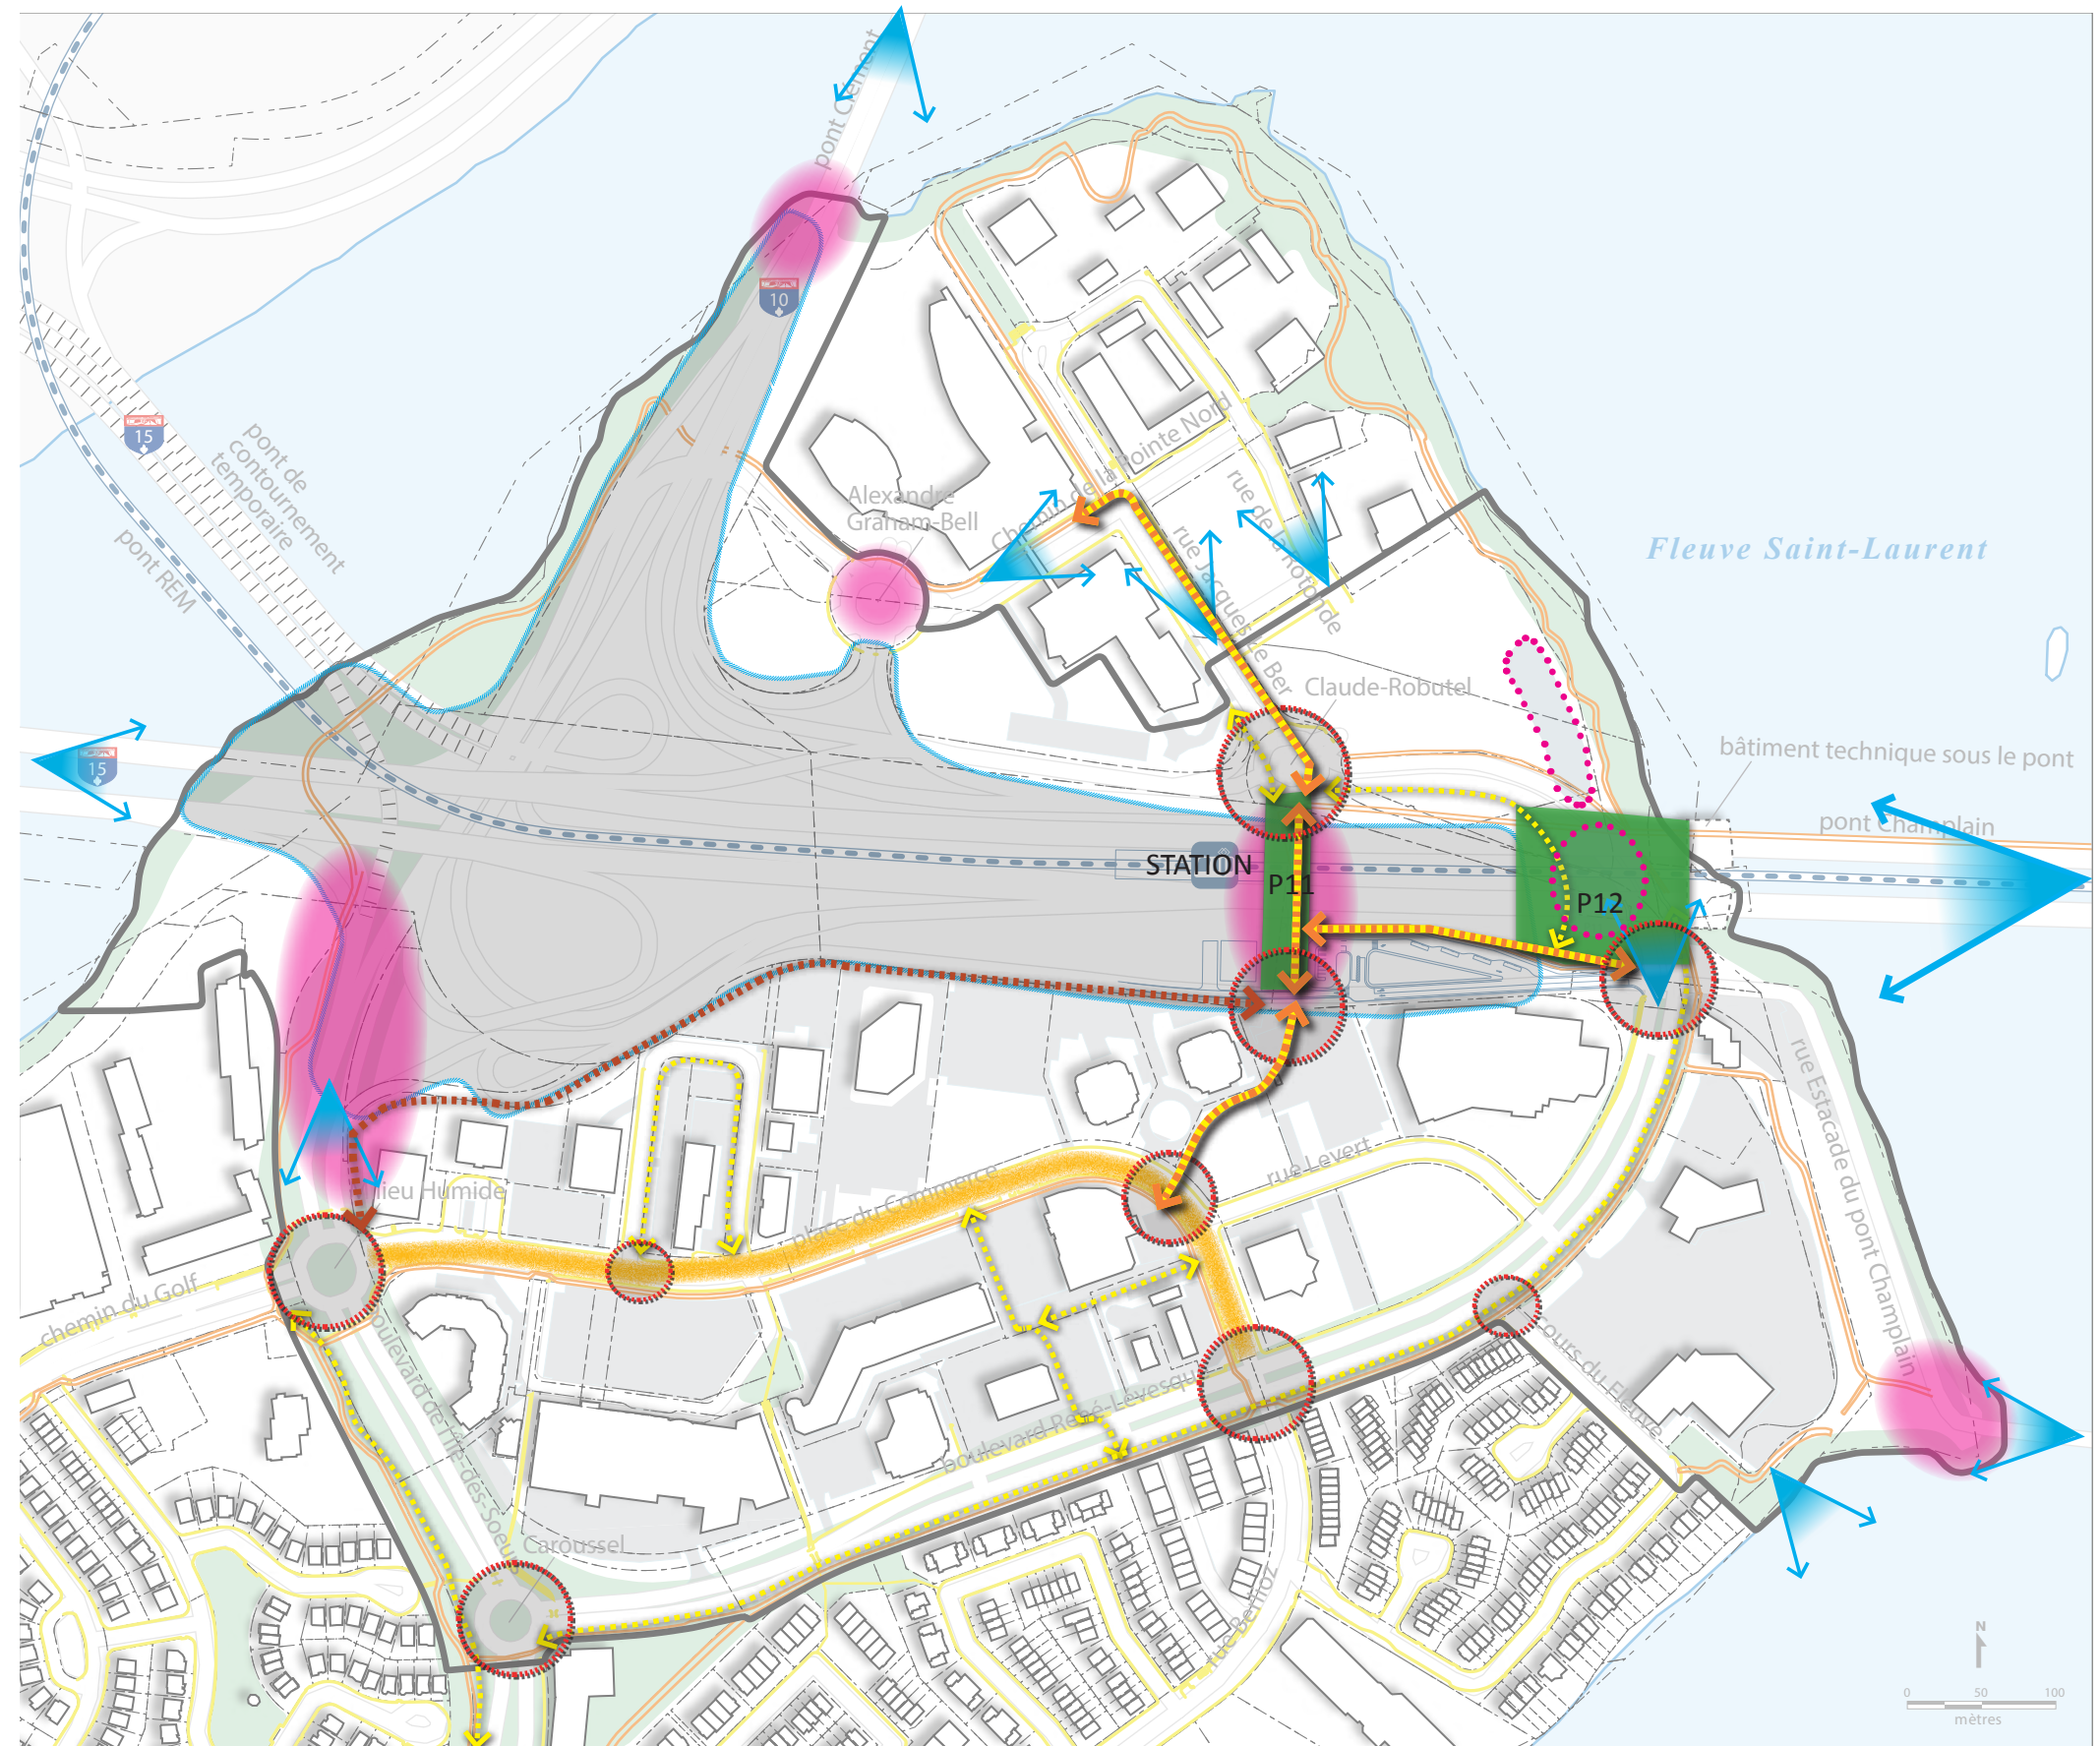 pont Clément
10
15
pont de
contournement
temporaire
pont REM
Alexandre
Graham-Bell
Chemin de la Pointe Nord
rue de la Rotonde
rue Jacques-Le Ber
Fleuve Saint-Laurent
Claude-Robutel
bâtiment technique sous le pont
15
pont Champlain
STATION
P11
P12
rue Estacade du pont Champlain
Milieu Humide
place du Commerce
rue Levert
chemin du Golf
boulevard de l'Île-des-Soeurs
boulevard René-Lévesque
cours du Fleuve
Caroussel
rue Berlioz
N
0 50 100
mètres